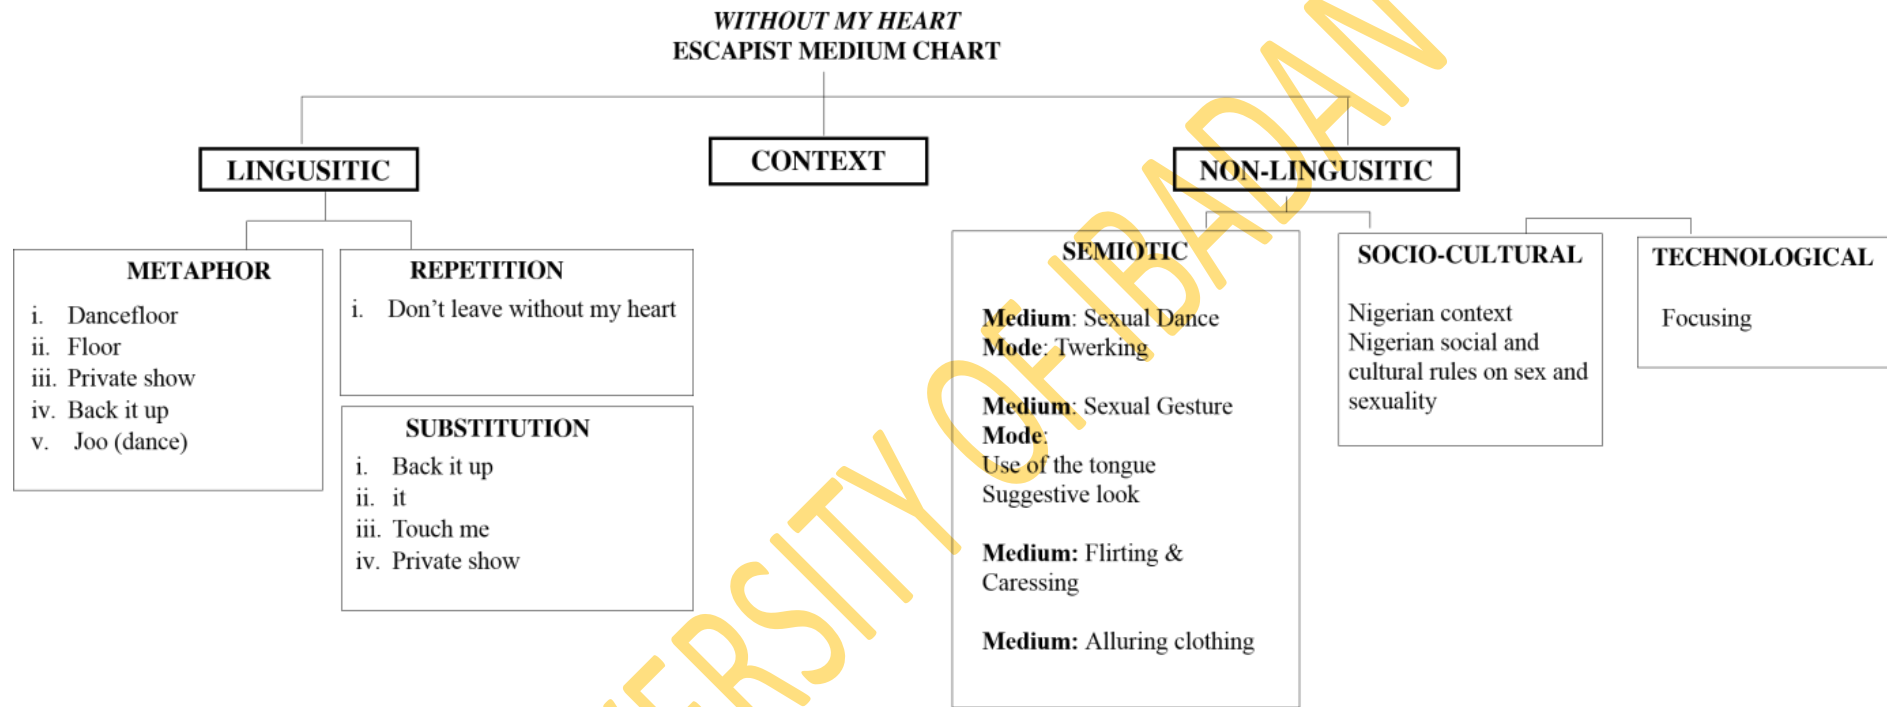 WITHOUT MY HEART
ESCAPIST MEDIUM CHART
LINGUSITIC
CONTEXT
NON-LINGUSITIC
METAPHOR
i. Dancefloor
ii. Floor
iii. Private show
iv. Back it up
v. Joo (dance)
REPETITION
i. Don’t leave without my heart
SUBSTITUTION
i. Back it up
ii. it
iii. Touch me
iv. Private show
SEMIOTIC
Medium: Sexual Dance
Mode: Twerking
Medium: Sexual Gesture
Mode:
Use of the tongue
Suggestive look
Medium: Flirting &
Caressing
Medium: Alluring clothing
SOCIO-CULTURAL
Nigerian context
Nigerian social and
cultural rules on sex and
sexuality
TECHNOLOGICAL
Focusing
ERSITY OF IBADAN